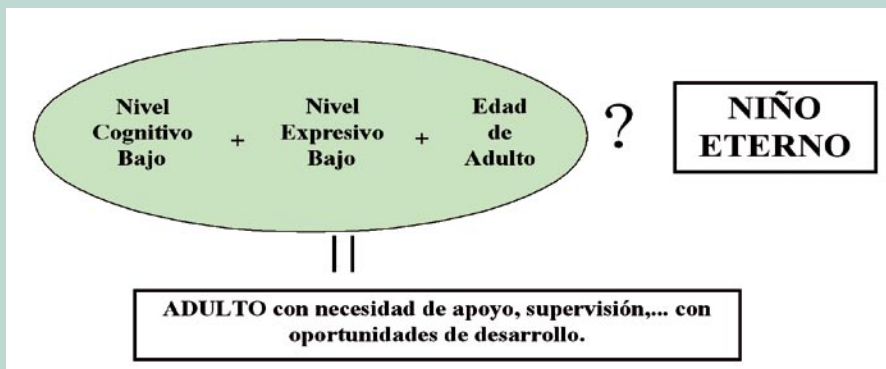 Nivel
Cognitivo
Bajo
+
Nivel
Expresivo
Bajo
+
Edad
de
Adulto
?
NIÑO
ETERNO
ADULTO con necesidad de apoyo, supervisión,... con
oportunidades de desarrollo.